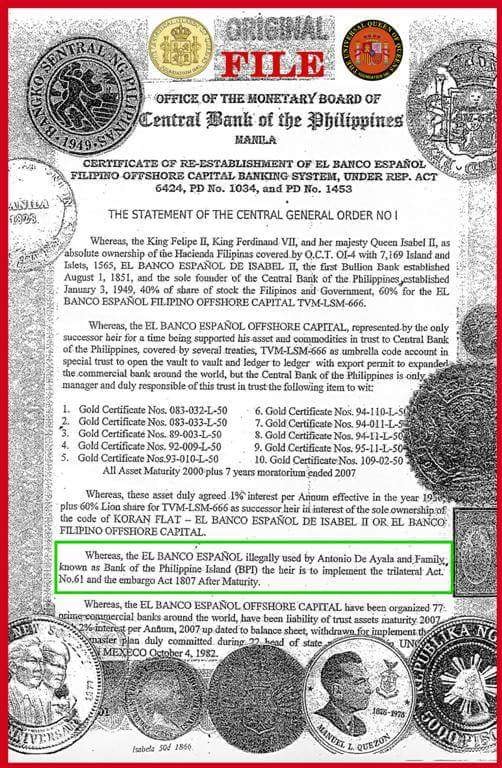 ORIGINAL
FILE
UNIVERSAL QUEEN OF QUEENS
BANGKO SENTRAL NG PILIPINAS
1949
OFFICE OF THE MONETARY BOARD OF
Central Bank of the Philippines
MANILA
CERTIFICATE OF RE-ESTABLISHMENT OF EL BANCO ESPAÑOL
FILIPINO OFFSHORE CAPITAL BANKING SYSTEM, UNDER REP. ACT
6424, PD No. 1034, and PD No. 1453
THE STATEMENT OF THE CENTRAL GENERAL ORDER NO I
Whereas, the King Felipe II, King Ferdinand VII, and her majesty Queen Isabel II, as
absolute ownership of the Hacienda Filipinas covered by O.C.T. OI-4 with 7,169 Island and
Islets, 1565, EL BANCO ESPAÑOL DE ISABEL II, the first Bullion Bank established
August 1, 1851, and the sole founder of the Central Bank of the Philippines, established
January 3, 1949, 40% of share of stock the Filipinos and Government, 60% for the EL
BANCO ESPAÑOL FILIPINO OFFSHORE CAPITAL TVM-LSM-666.
Whereas, the EL BANCO ESPAÑOL OFFSHORE CAPITAL, represented by the only
successor heir for a time being supported his asset and commodities in trust to Central Bank
of the Philippines, covered by several treaties, TVM-LSM-666 as umbrella code account in
special trust to open the vault to vault and ledger to ledger with export permit to expanded
the commercial bank around the world, but the Central Bank of the Philippines is only
manager and duly responsible of this trust in trust the following item to wit:
1. Gold Certificate Nos. 083-032-L-50
2. Gold Certificate Nos. 083-033-L-50
3. Gold Certificate Nos. 89-003-L-50
4. Gold Certificate Nos. 92-009-L-50
5. Gold Certificate Nos.93-010-L-50
6. Gold Certificate Nos. 94-110-L-50
7. Gold Certificate Nos. 94-011-L-5
8. Gold Certificate Nos. 94-11-L-50
9. Gold Certificate Nos. 95-11-L-50
10. Gold Certificate Nos. 109-02-50
All Asset Maturity 2000 plus 7 years moratorium ended 2007
Whereas, these asset duly agreed 1% interest per Annum effective in the year
plus 60% Lion share for TVM-LSM-666 as successor heir in interest of the sole ownership of
the code of KORAN FLAT – EL BANCO ESPAÑOL DE ISABEL II OR EL BANCO
FILIPINO OFFSHORE CAPITAL.
Whereas, the EL BANCO ESPAÑOL illegally used by Antonio De Ayala and Family,
known as Bank of the Philippine Island (BPI) the heir is to implement the trilateral Act.
No.61 and the embargo Act 1807 After Maturity.
Whereas, the EL BANCO ESPAÑOL OFFSHORE CAPITAL have been organized 77
prime commercial banks around the world, have been liability of trust assets maturity 2007
2% interest per Annum, 2007 up dated to balance sheet, withdrawn for implement
master plan duty committed during 22 head of state
IN MEXECO October 4, 1982.
Isabela 50d 1866
1878-1978
MANUEL L. QUEZON
5000 PISO